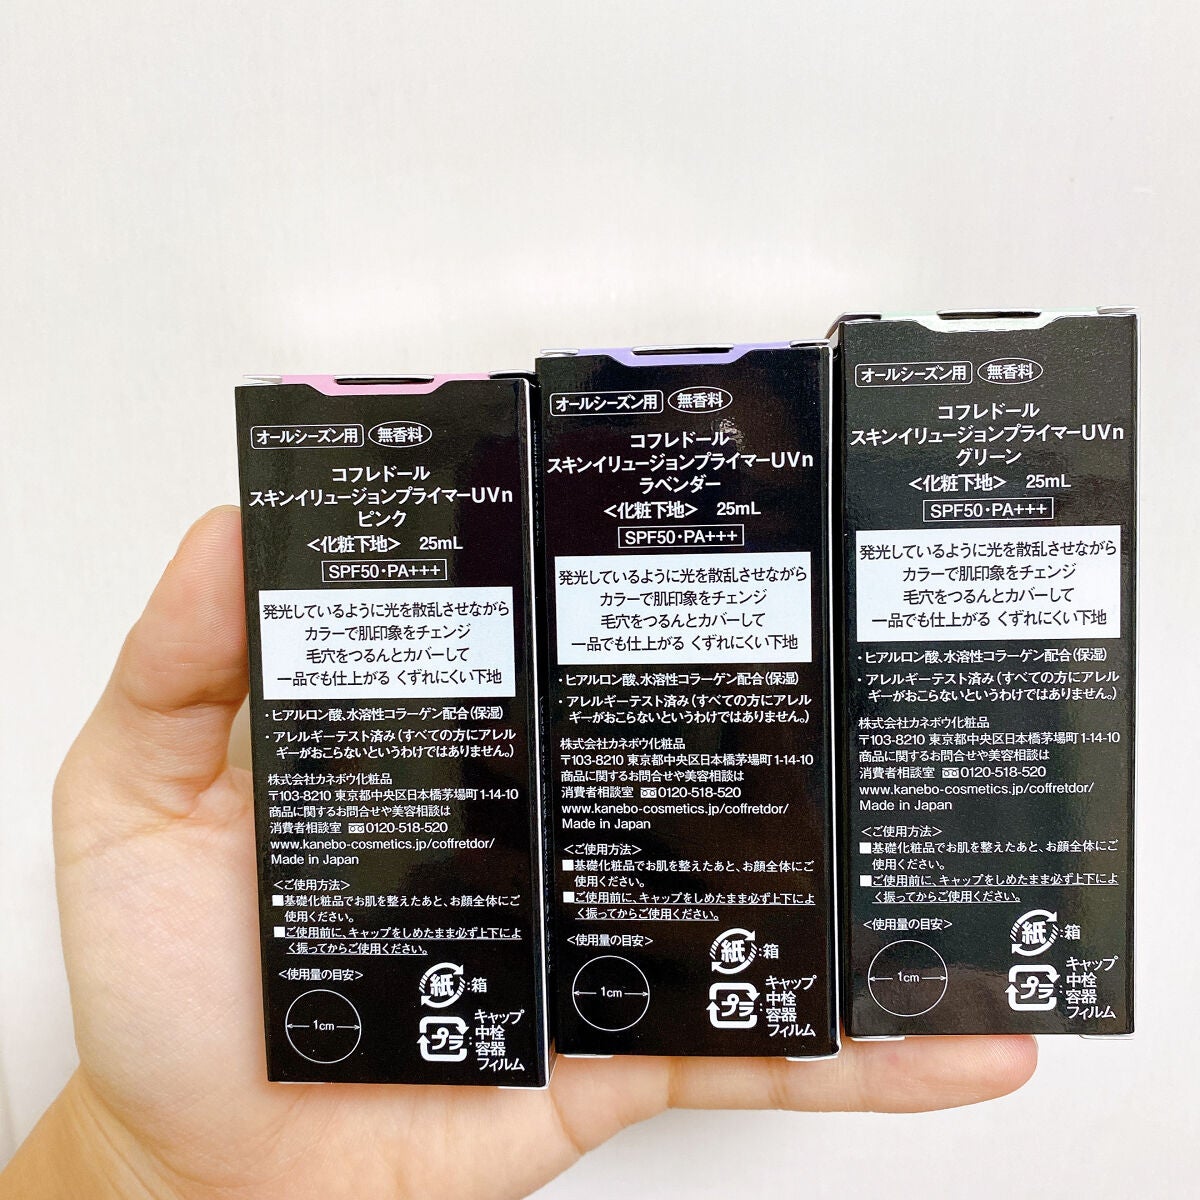 オールシーズン用 無香料
コフレドール
スキンイリュージョンプライマーUVn
ピンク
＜化粧下地＞ 25mL
SPF50・PA+++
発光しているように光を散乱させながら
カラーで肌印象をチェンジ
毛穴をつるんとカバーして
一品でも仕上がる くずれにくい下地
・ヒアルロン酸、水溶性コラーゲン配合(保湿)
・アレルギーテスト済み(すべての方にアレル
ギーがおこらないというわけではありません。)
株式会社カネボウ化粧品
〒103-8210 東京都中央区日本橋茅場町1-14-10
商品に関するお問合せや美容相談は
消費者相談室 0120-518-520
www.kanebo-cosmetics.jp/coffretdor/
Made in Japan
＜ご使用方法＞
■基礎化粧品でお肌を整えたあと、お顔全体にご
使用ください。
■ご使用前に、キャップをしめたまま必ず上下によ
く振ってからご使用ください。
＜使用量の目安＞
1cm
紙:箱
プラ:キャップ
中栓
容器
フィルム
オールシーズン用 無香料
コフレドール
スキンイリュージョンプライマーUVn
ラベンダー
＜化粧下地＞ 25mL
SPF50・PA+++
発光しているように光を散乱させながら
カラーで肌印象をチェンジ
毛穴をつるんとカバーして
一品でも仕上がる くずれにくい下地
・ヒアルロン酸、水溶性コラーゲン配合(保湿)
・アレルギーテスト済み(すべての方にアレル
ギーがおこらないというわけではありません。)
株式会社カネボウ化粧品
〒103-8210 東京都中央区日本橋茅場町1-14-10
商品に関するお問合せや美容相談は
消費者相談室 0120-518-520
www.kanebo-cosmetics.jp/coffretdor/
Made in Japan
＜ご使用方法＞
■基礎化粧品でお肌を整えたあと、お顔全体にご
使用ください。
■ご使用前に、キャップをしめたまま必ず上下によ
く振ってからご使用ください。
＜使用量の目安＞
1cm
紙:箱
プラ:キャップ
中栓
容器
フィルム
オールシーズン用 無香料
コフレドール
スキンイリュージョンプライマーUVn
グリーン
＜化粧下地＞ 25mL
SPF50・PA+++
発光しているように光を散乱させながら
カラーで肌印象をチェンジ
毛穴をつるんとカバーして
一品でも仕上がる くずれにくい下地
・ヒアルロン酸、水溶性コラーゲン配合(保湿)
・アレルギーテスト済み(すべての方にアレル
ギーがおこらないというわけではありません。)
株式会社カネボウ化粧品
〒103-8210 東京都中央区日本橋茅場町1-14-10
商品に関するお問合せや美容相談は
消費者相談室 0120-518-520
www.kanebo-cosmetics.jp/coffretdor/
Made in Japan
＜ご使用方法＞
■基礎化粧品でお肌を整えたあと、お顔全体にご
使用ください。
■ご使用前に、キャップをしめたまま必ず上下によ
く振ってからご使用ください。
＜使用量の目安＞
1cm
紙:箱
プラ:キャップ
中栓
容器
フィルム